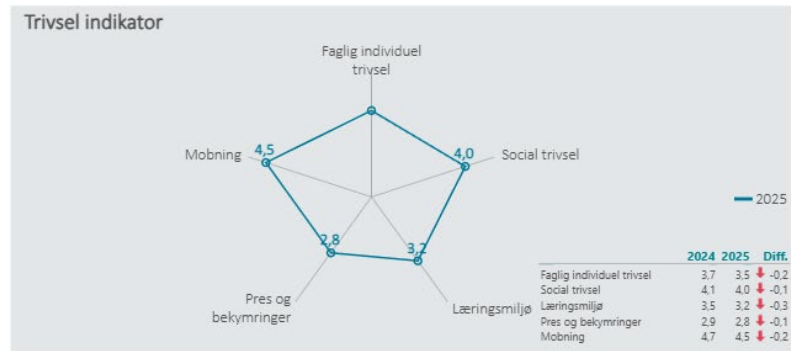 Trivsel indikator
Faglig individuel
trivsel
4,5
Mobning
4,0
Social trivsel
2025
2,8
3,2
Pres og
bekymringer
Læringsmiljø
2024 2025 Diff.
Faglig individuel trivsel 3,7 3,5 -0,2
Social trivsel 4,1 4,0 -0,1
Læringsmiljø 3,5 3,2 -0,3
Pres og bekymringer 2,9 2,8 -0,1
Mobning 4,7 4,5 -0,2